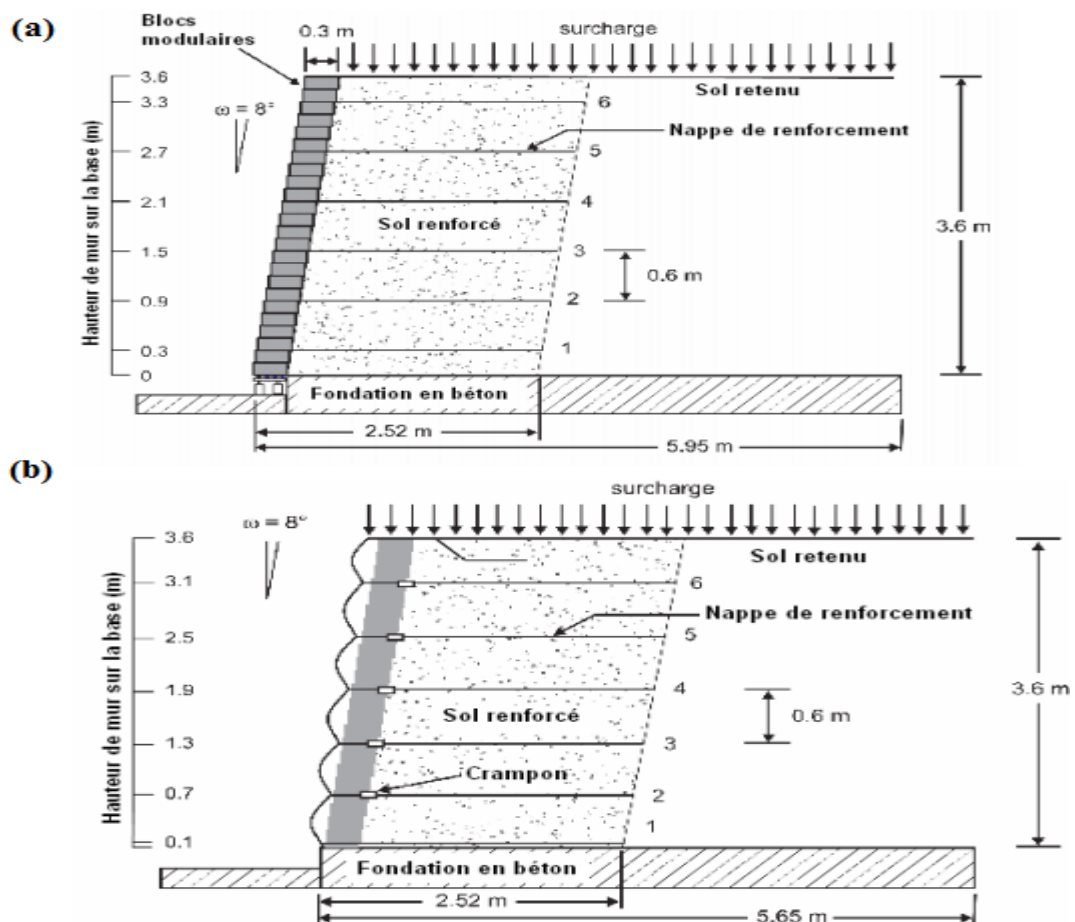 (a)
Blocs
modulaires
0.3 m
surcharge
Hauteur de mur sur la base (m)
3.6
3.3
2.7
2.1
1.5
0.9
0.3
0
ω = 8°
Sol retenu
6
Nappe de renforcement
5
4
Sol renforcé
3
0.6 m
2
1
3.6 m
Fondation en béton
2.52 m
5.95 m
(b)
surcharge
Hauteur de mur sur la base (m)
3.6
3.1
2.5
1.9
1.3
0.7
0.1
ω = 8°
Sol retenu
6
Nappe de renforcement
5
4
Sol renforcé
3
0.6 m
Crampon
2
1
3.6 m
Fondation en béton
2.52 m
5.65 m